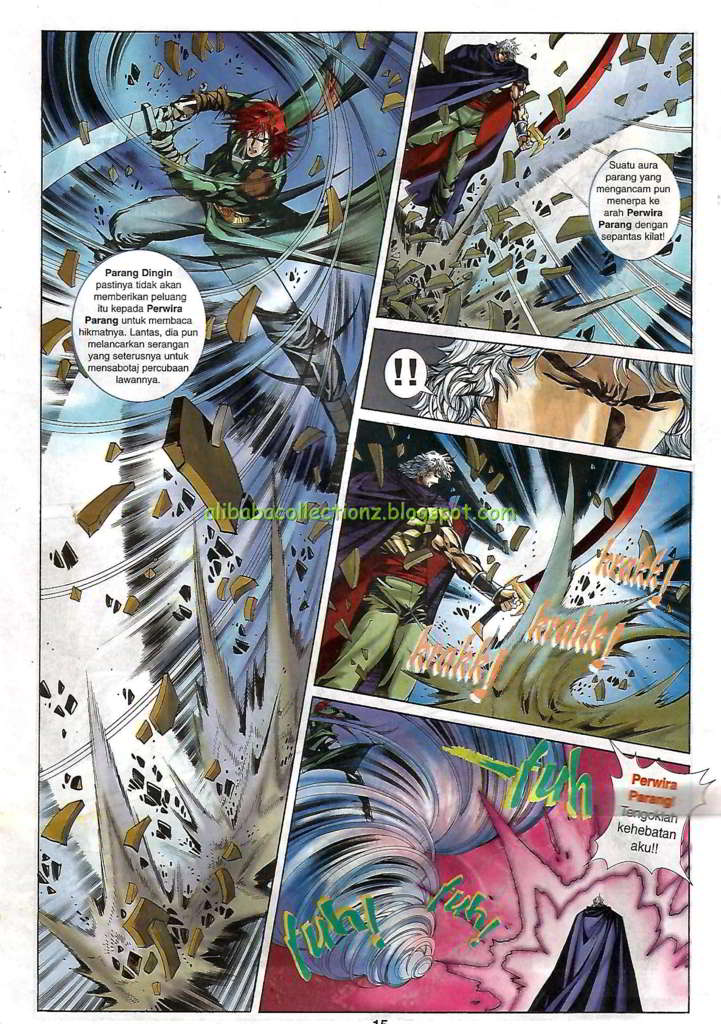 Parang Dingin
pastinya tidak akan
memberikan peluang
itu kepada Perwira
Parang untuk membaca
hikmatnya. Lantas, dia pun
melancarkan serangan
yang seterusnya untuk
mensabotaj percubaan
lawannya.
Suatu aura
parang yang
mengancam pun
menerpa ke
arah Perwira
Parang dengan
sepantas kilat!
!!
alibabacollectionz.blogspot.com
krakk!
krakk!
krakk!
fuh
fuh!
fuh!
Perwira
Parang!
Tengoklah
kehebatan
aku!!
15